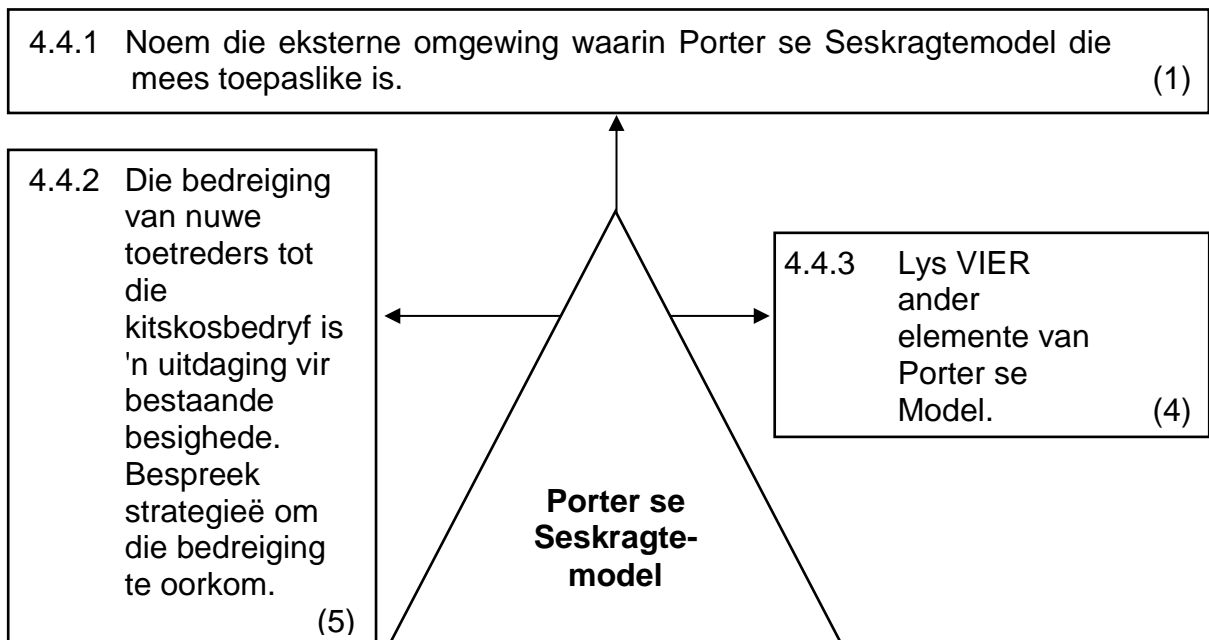 4.4.1 Noem die eksterne omgewing waarin Porter se Seskragtemodel die
mees toepaslike is. (1)
4.4.2 Die bedreiging
van nuwe
toetreders tot
die
kitskosbedryf is
'n uitdaging vir
bestaande
besighede.
Bespreek
strategieë om
die bedreiging
te oorkom.
(5)
4.4.3 Lys VIER
ander
elemente van
Porter se
Model. (4)
Porter se
Seskragte-
model